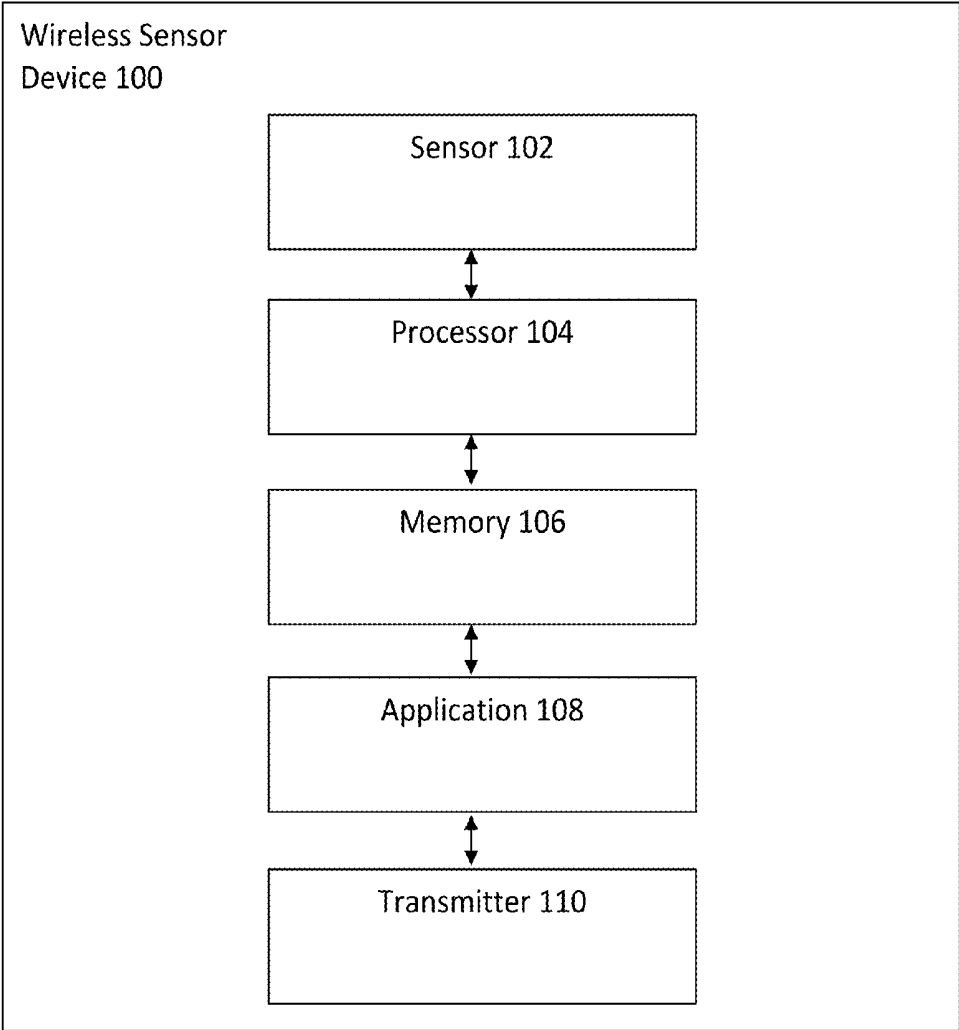 Wireless Sensor
Device 100
Sensor 102
Processor 104
Memory 106
Application 108
Transmitter 110